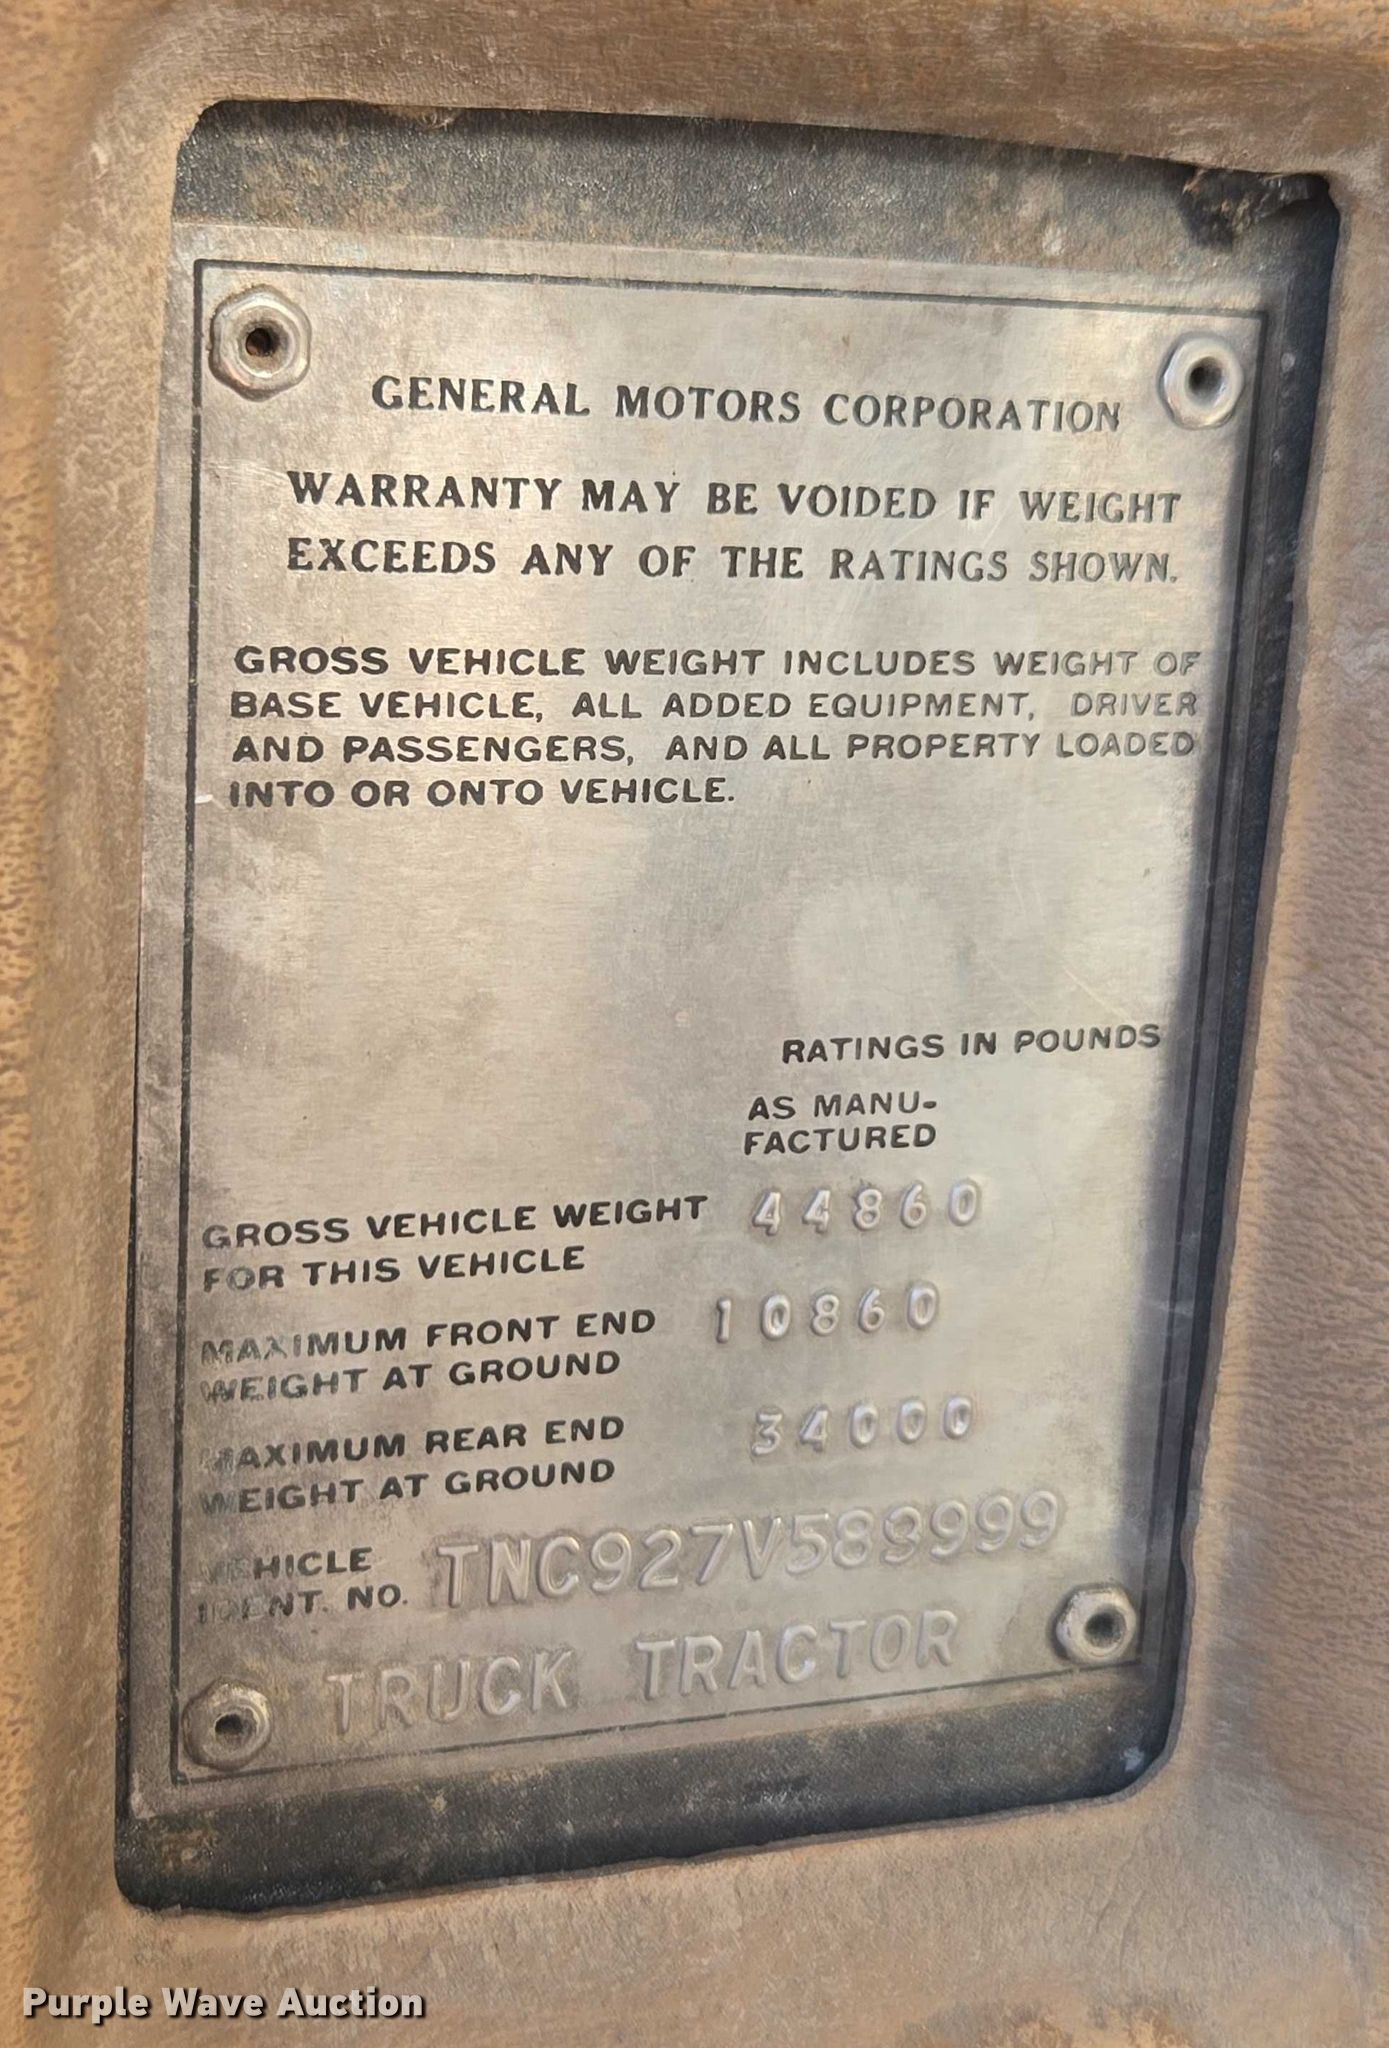 GENERAL MOTORS CORPORATION
WARRANTY MAY BE VOIDED IF WEIGHT
EXCEEDS ANY OF THE RATINGS SHOWN.
GROSS VEHICLE WEIGHT INCLUDES WEIGHT OF
BASE VEHICLE, ALL ADDED EQUIPMENT, DRIVER
AND PASSENGERS, AND ALL PROPERTY LOADED
INTO OR ONTO VEHICLE.
RATINGS IN POUNDS
AS MANU-
FACTURED
GROSS VEHICLE WEIGHT 44860
FOR THIS VEHICLE
MAXIMUM FRONT END 10860
WEIGHT AT GROUND
MAXIMUM REAR END 34000
WEIGHT AT GROUND
VEHICLE
IDENT. NO. TNC927V589999
TRUCK TRACTOR
Purple Wave Auction